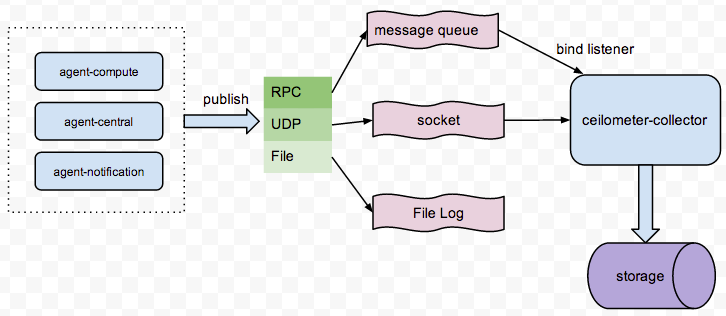 agent-compute
agent-central
agent-notification
publish
RPC
UDP
File
message queue
socket
File Log
bind listener
ceilometer-collector
storage